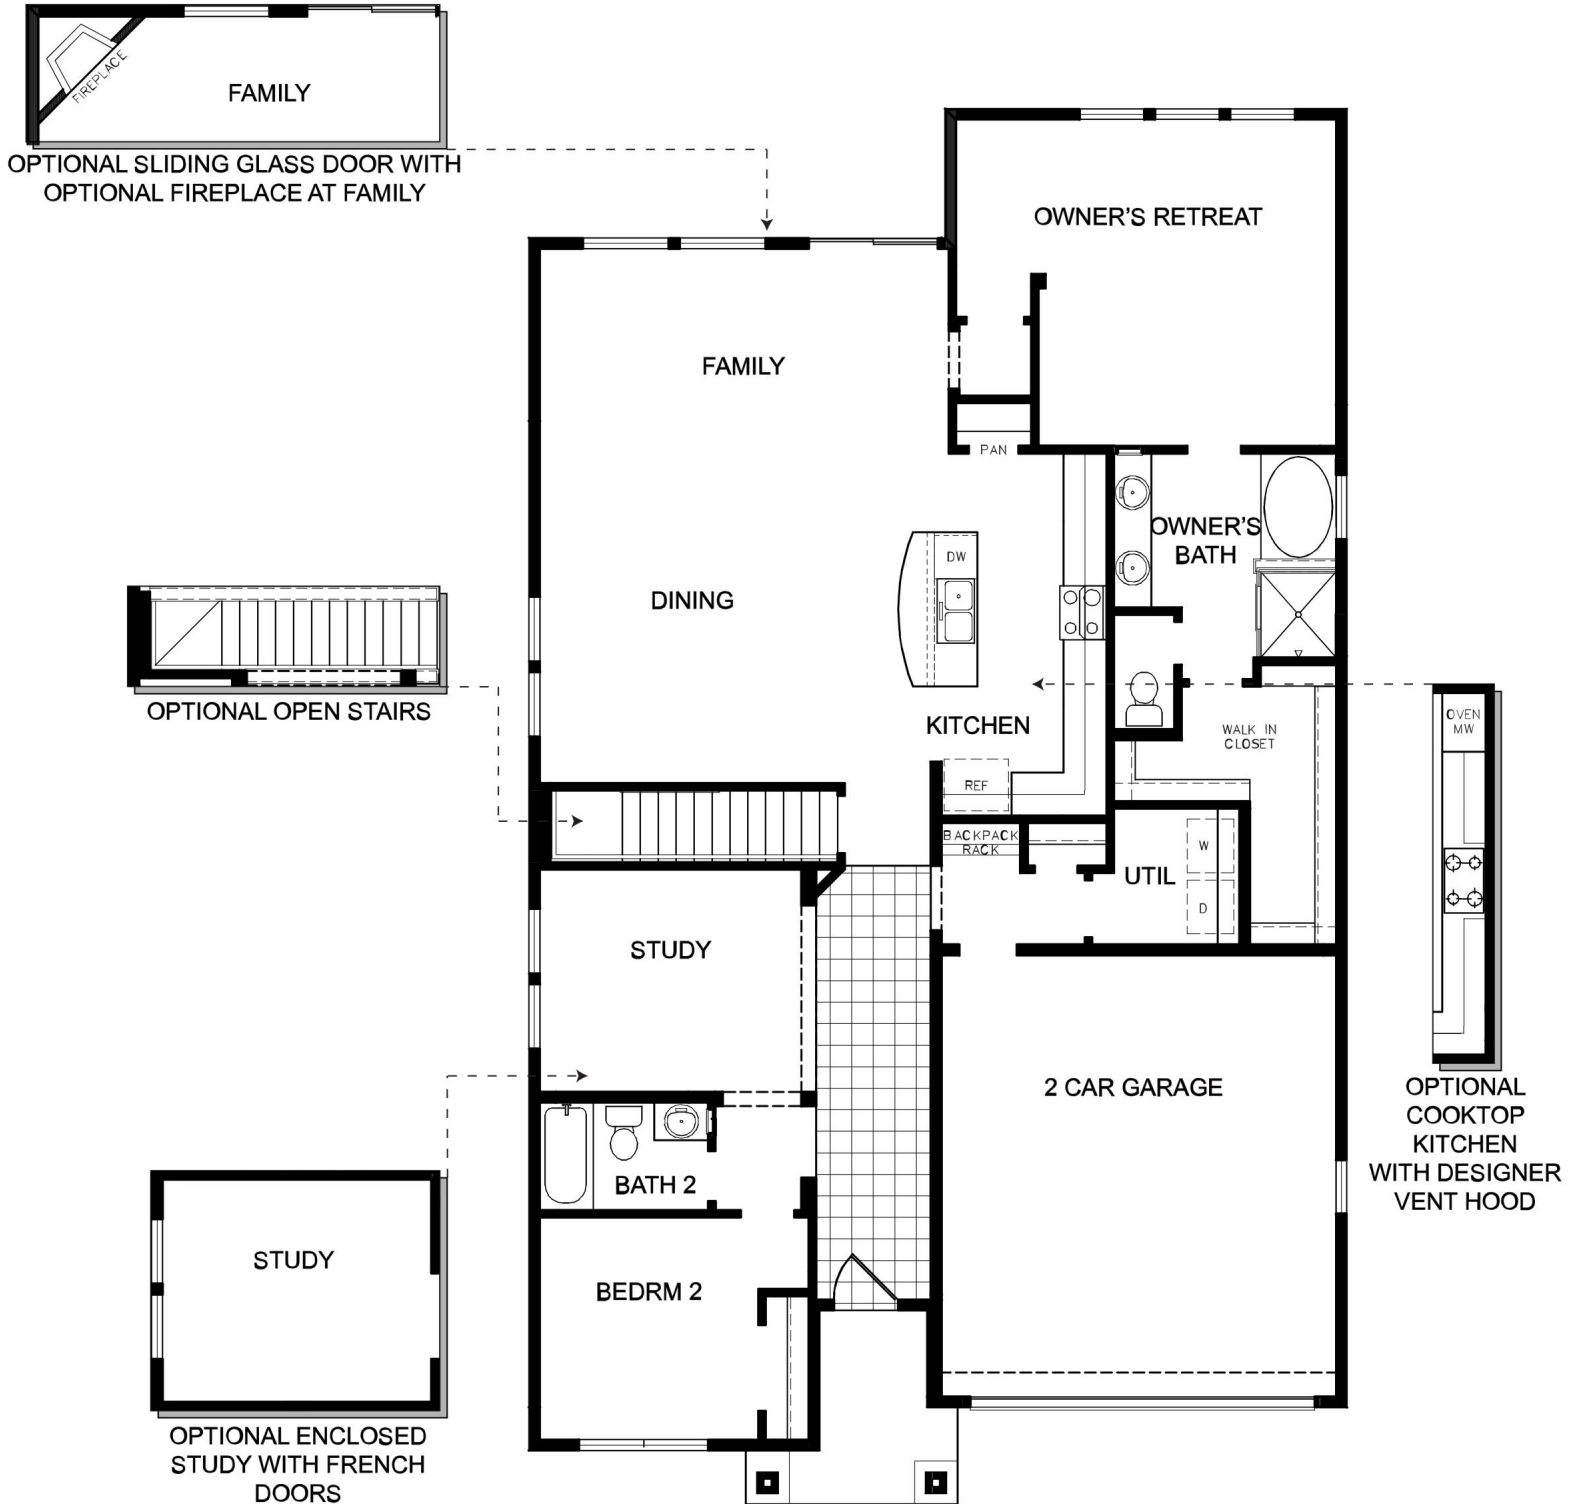 FIREPLACE
FAMILY
OPTIONAL SLIDING GLASS DOOR WITH
OPTIONAL FIREPLACE AT FAMILY
OWNER'S RETREAT
FAMILY
PAN
OWNER'S
BATH
DW
DINING
OPTIONAL OPEN STAIRS
KITCHEN
WALK IN
CLOSET
OVEN
MW
REF
BACKPACK
RACK
W
UTIL
D
STUDY
2 CAR GARAGE
OPTIONAL
COOKTOP
KITCHEN
WITH DESIGNER
VENT HOOD
BATH 2
STUDY
BEDRM 2
OPTIONAL ENCLOSED
STUDY WITH FRENCH
DOORS